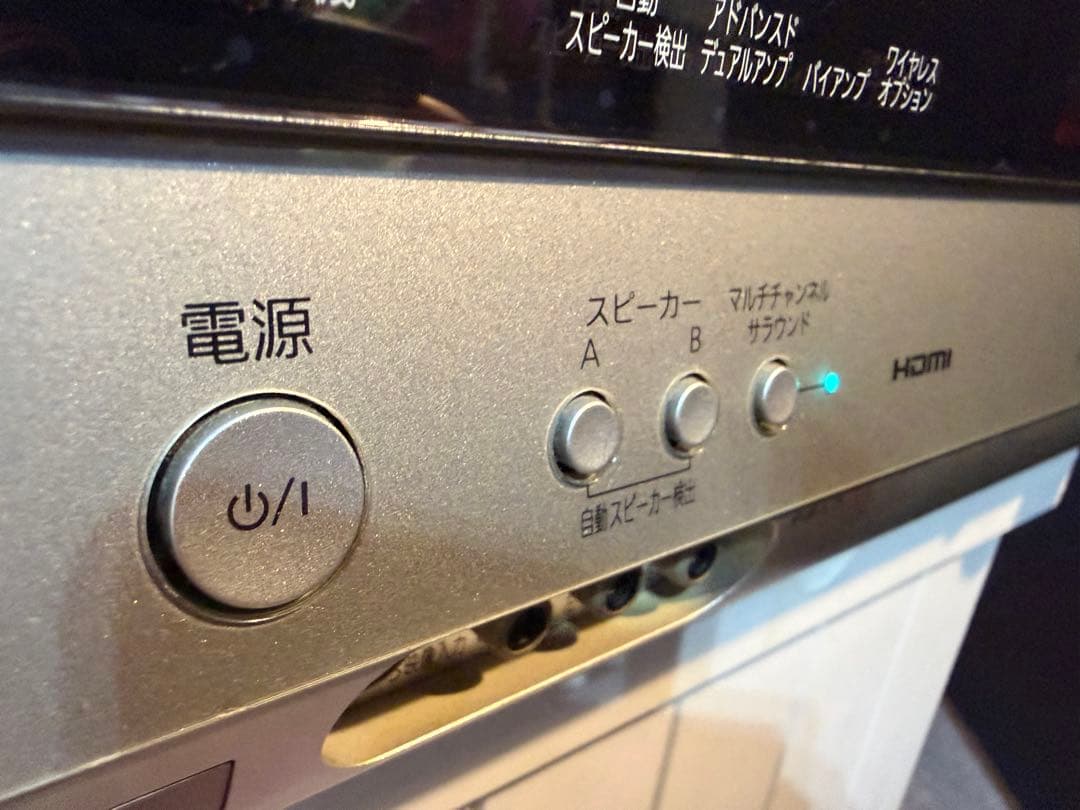 自動
スピーカー検出
アドバンスド
デュアルアンプ
バイアンプ
ワイヤレス
オプション
電源
⏻/I
スピーカー
A
B
マルチチャンネル
サラウンド
HDMI
自動スピーカー検出